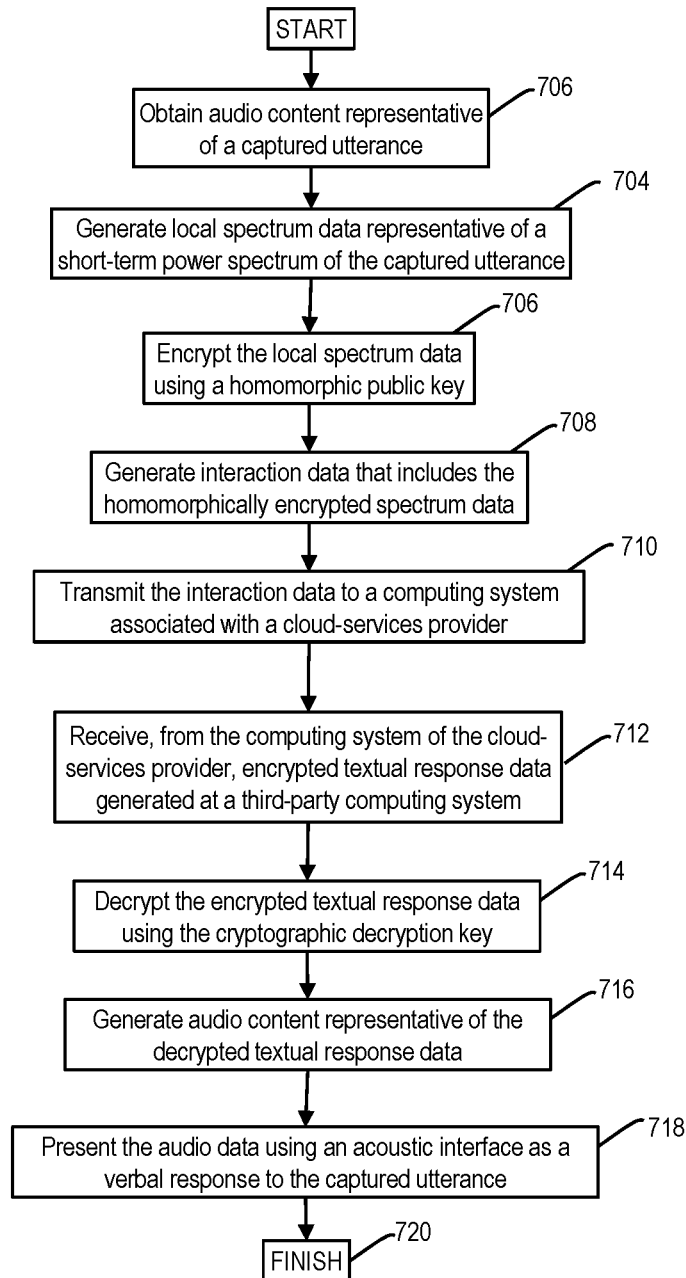 START
706
Obtain audio content representative
of a captured utterance
704
Generate local spectrum data representative of a
short-term power spectrum of the captured utterance
706
Encrypt the local spectrum data
using a homomorphic public key
708
Generate interaction data that includes the
homomorphically encrypted spectrum data
710
Transmit the interaction data to a computing system
associated with a cloud-services provider
712
Receive, from the computing system of the cloud-
services provider, encrypted textual response data
generated at a third-party computing system
714
Decrypt the encrypted textual response data
using the cryptographic decryption key
716
Generate audio content representative of the
decrypted textual response data
718
Present the audio data using an acoustic interface as a
verbal response to the captured utterance
720
FINISH